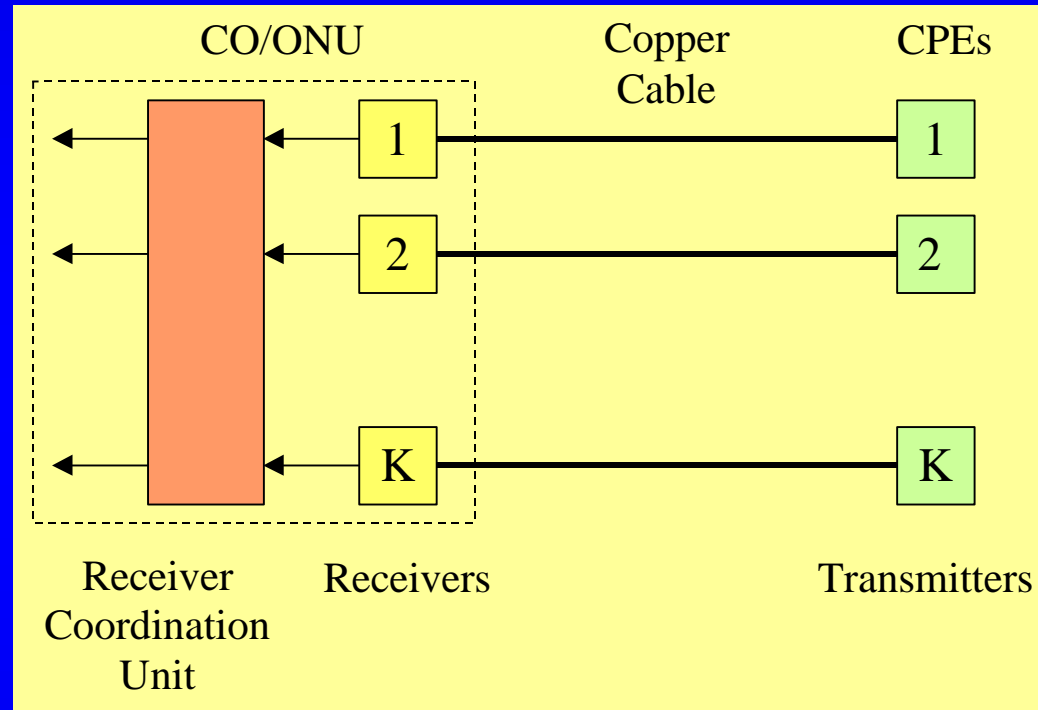 CO/ONU
Copper
Cable
CPEs
1
1
2
2
K
K
Receiver
Coordination
Unit
Receivers
Transmitters